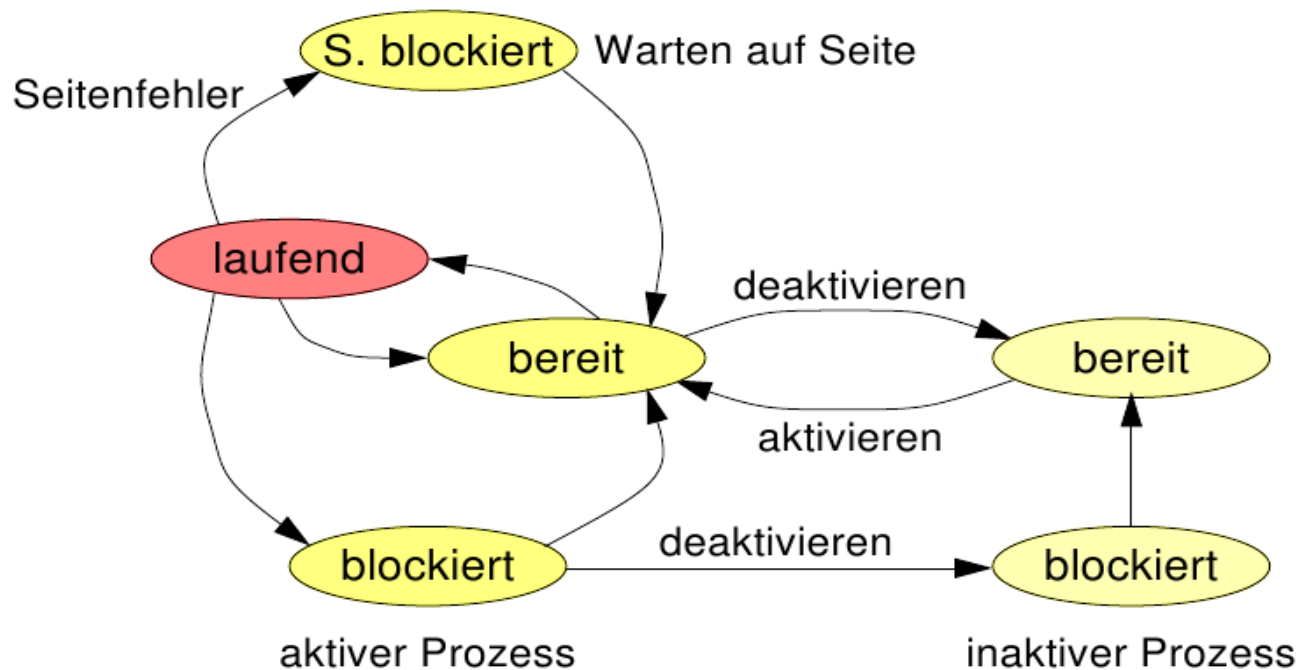 S. blockiert
Warten auf Seite
Seitenfehler
laufend
deaktivieren
bereit
bereit
aktivieren
deaktivieren
blockiert
blockiert
aktiver Prozess
inaktiver Prozess